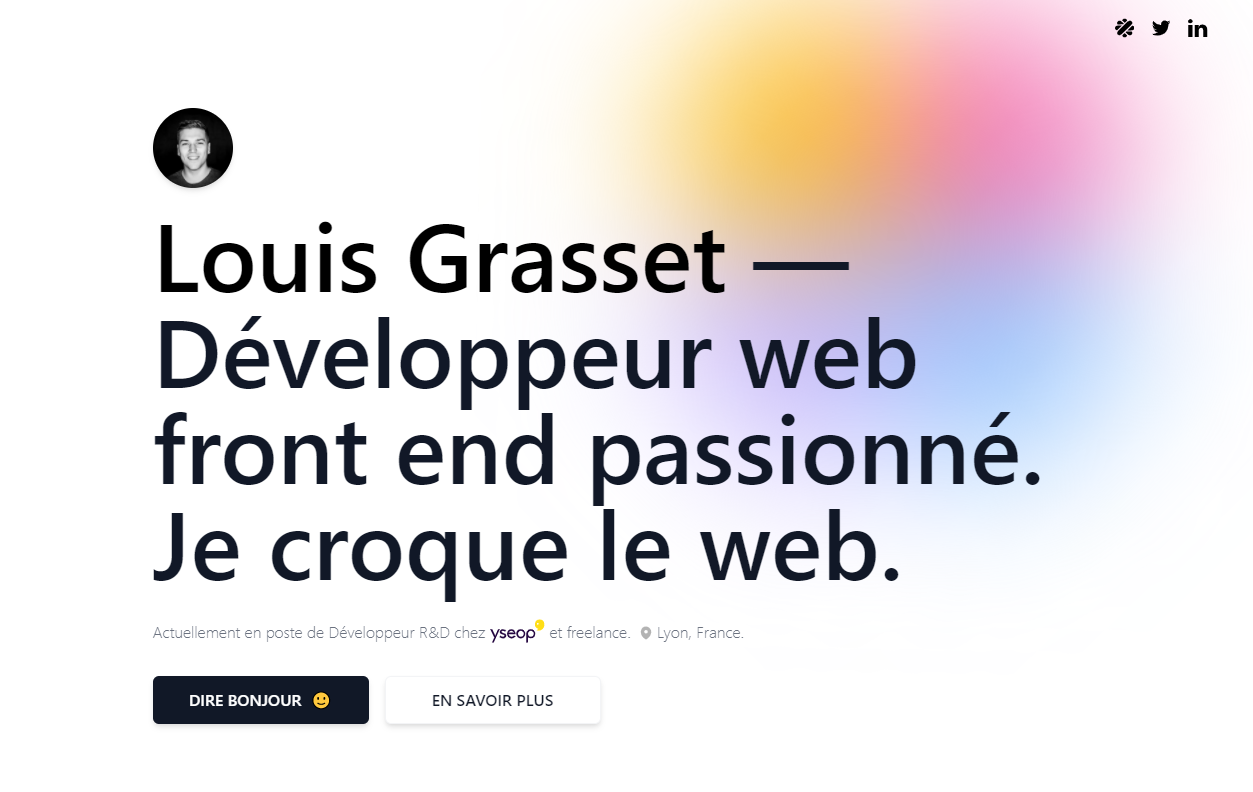 Louis Grasset —
Développeur web
front end passionné.
Je croque le web.
Actuellement en poste de Développeur R&D chez yseop et freelance. Lyon, France.
DIRE BONJOUR 🙂
EN SAVOIR PLUS